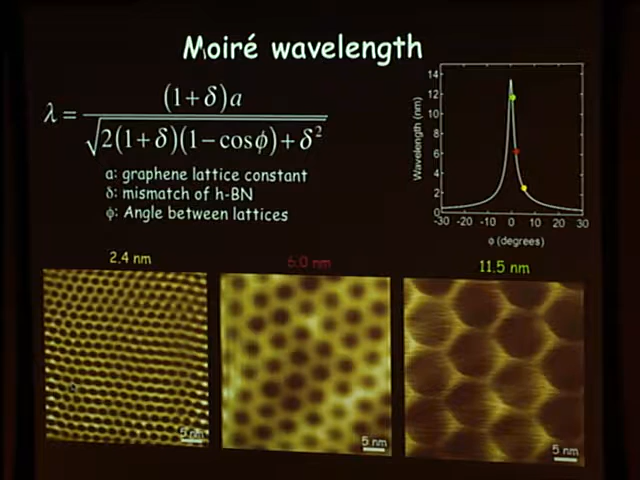 Moiré wavelength
λ = (1+δ)a / √2(1+δ)(1−cosϕ)+δ²
a: graphene lattice constant
δ: mismatch of h-BN
ϕ: Angle between lattices
Wavelength (nm)
14
12
10
8
6
4
2
0
-30 -20 -10 0 10 20 30
ϕ (degrees)
2.4 nm 6.0 nm 11.5 nm
5 nm 5 nm 5 nm